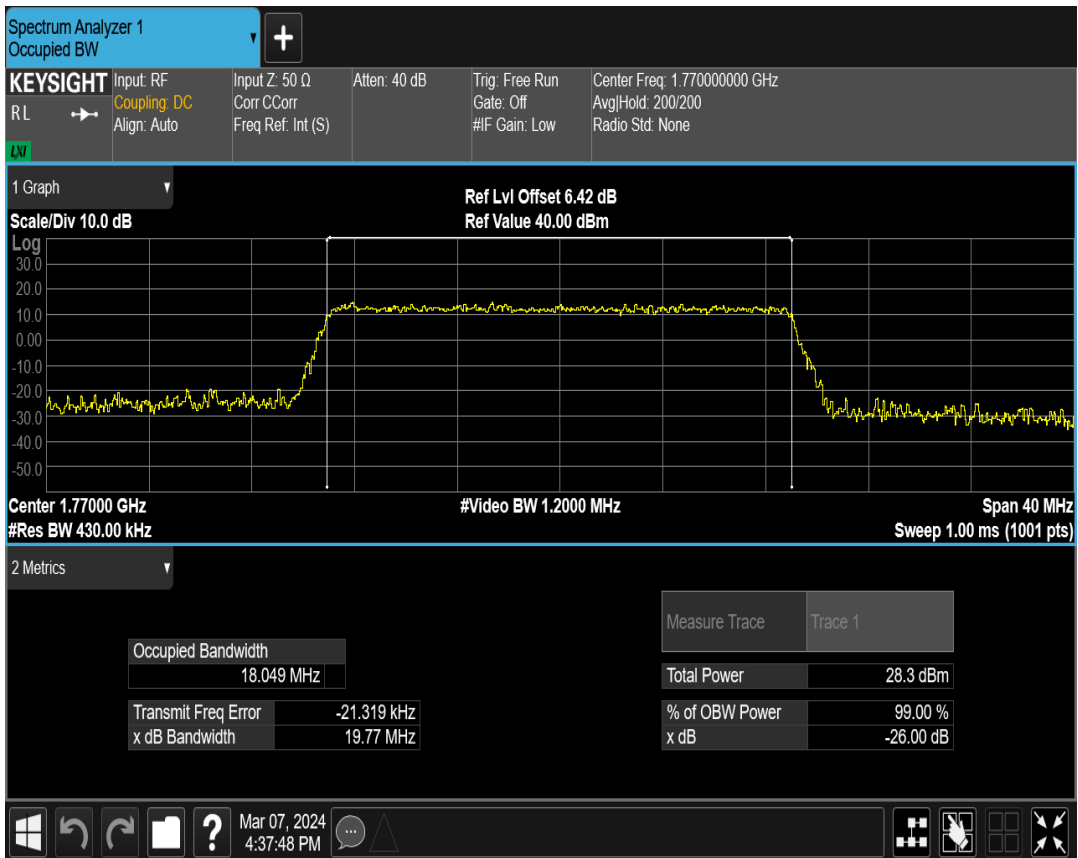 Spectrum Analyzer 1
Occupied BW
KEYSIGHT
RL
LXI
Input: RF
Coupling: DC
Align: Auto
Input Z: 50 Ω
Corr CCorr
Freq Ref: Int (S)
Atten: 40 dB
Trig: Free Run
Gate: Off
#IF Gain: Low
Center Freq: 1.770000000 GHz
Avg|Hold: 200/200
Radio Std: None
1 Graph
Scale/Div 10.0 dB
Ref Lvl Offset 6.42 dB
Ref Value 40.00 dBm
Log
30.0
20.0
10.0
0.00
-10.0
-20.0
-30.0
-40.0
-50.0
Center 1.77000 GHz
#Res BW 430.00 kHz
#Video BW 1.2000 MHz
Span 40 MHz
Sweep 1.00 ms (1001 pts)
2 Metrics
Occupied Bandwidth
18.049 MHz
Transmit Freq Error -21.319 kHz
x dB Bandwidth 19.77 MHz
Measure Trace Trace 1
Total Power 28.3 dBm
% of OBW Power 99.00 %
x dB -26.00 dB
?
Mar 07, 2024
4:37:48 PM